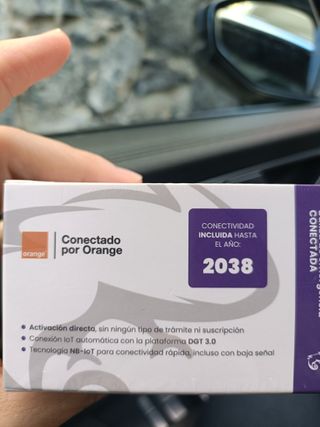 CONECTIVIDAD
INCLUIDA HASTA
EL AÑO:
2038
orange
Conectado
por Orange
• Activación directa, sin ningún tipo de trámite ni suscripción
• Conexión IoT automática con la plataforma DGT 3.0
• Tecnología NB-IoT para conectividad rápida, incluso con baja señal
CONECTADA